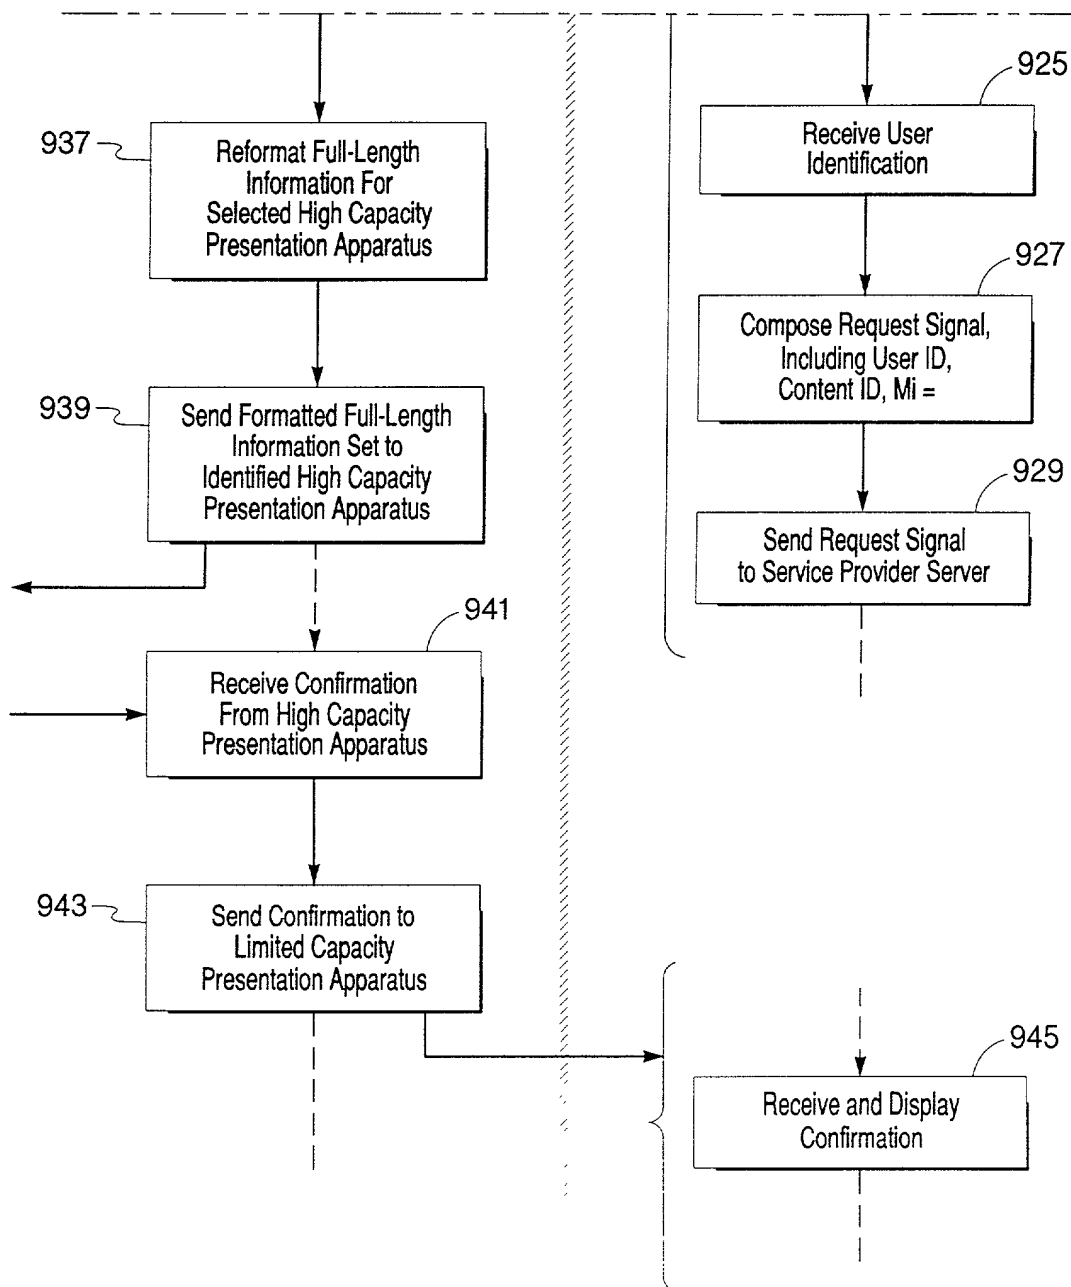 937
Reformat Full-Length
Information For
Selected High Capacity
Presentation Apparatus
939
Send Formatted Full-Length
Information Set to
Identified High Capacity
Presentation Apparatus
941
Receive Confirmation
From High Capacity
Presentation Apparatus
943
Send Confirmation to
Limited Capacity
Presentation Apparatus
925
Receive User
Identification
927
Compose Request Signal,
Including User ID,
Content ID, Mi =
929
Send Request Signal
to Service Provider Server
945
Receive and Display
Confirmation